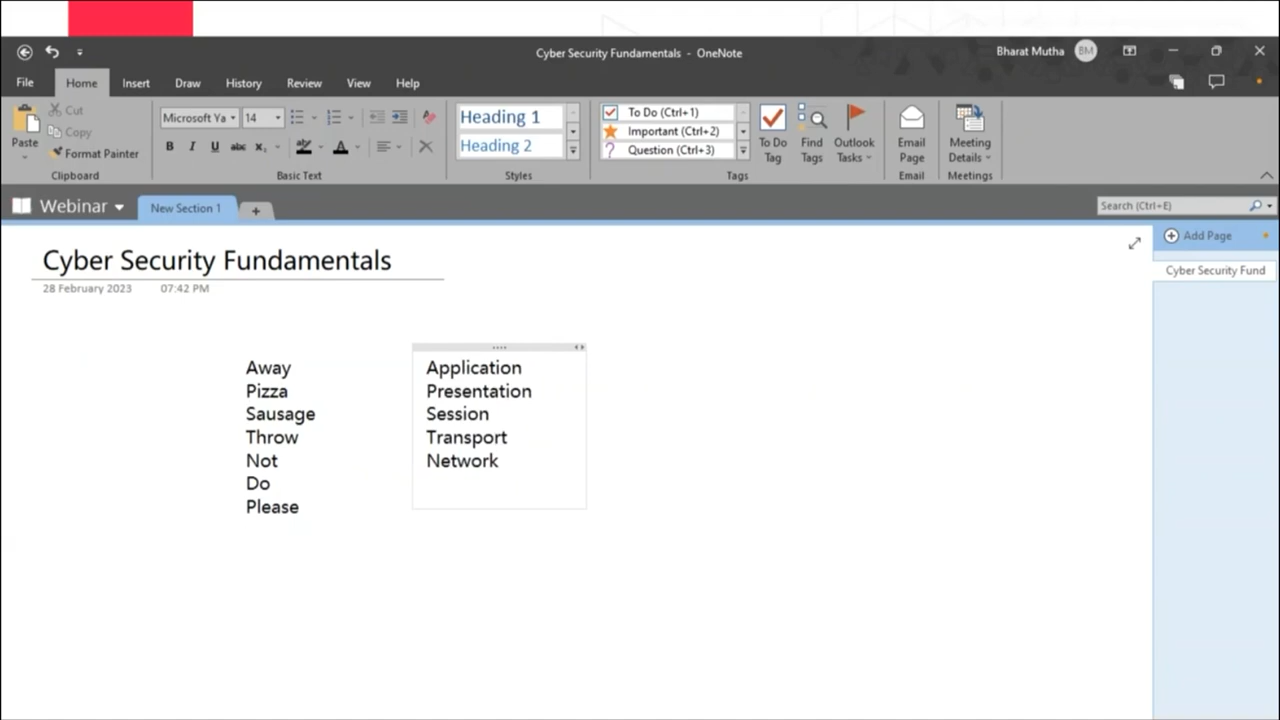 Cyber Security Fundamentals - OneNote
Bharat Mutha BM
File Home Insert Draw History Review View Help
Paste
Cut
Copy
Format Painter
Clipboard
Microsoft Ya 14
B I U abc x A
Basic Text
Heading 1
Heading 2
Styles
To Do (Ctrl+1)
Important (Ctrl+2)
Question (Ctrl+3)
To Do Tag
Find Tags
Outlook Tasks
Tags
Email Page
Email
Meeting Details
Meetings
Webinar New Section 1
Search (Ctrl+E)
Add Page
Cyber Security Fund
Cyber Security Fundamentals
28 February 2023 07:42 PM
Away
Pizza
Sausage
Throw
Not
Do
Please
Application
Presentation
Session
Transport
Network